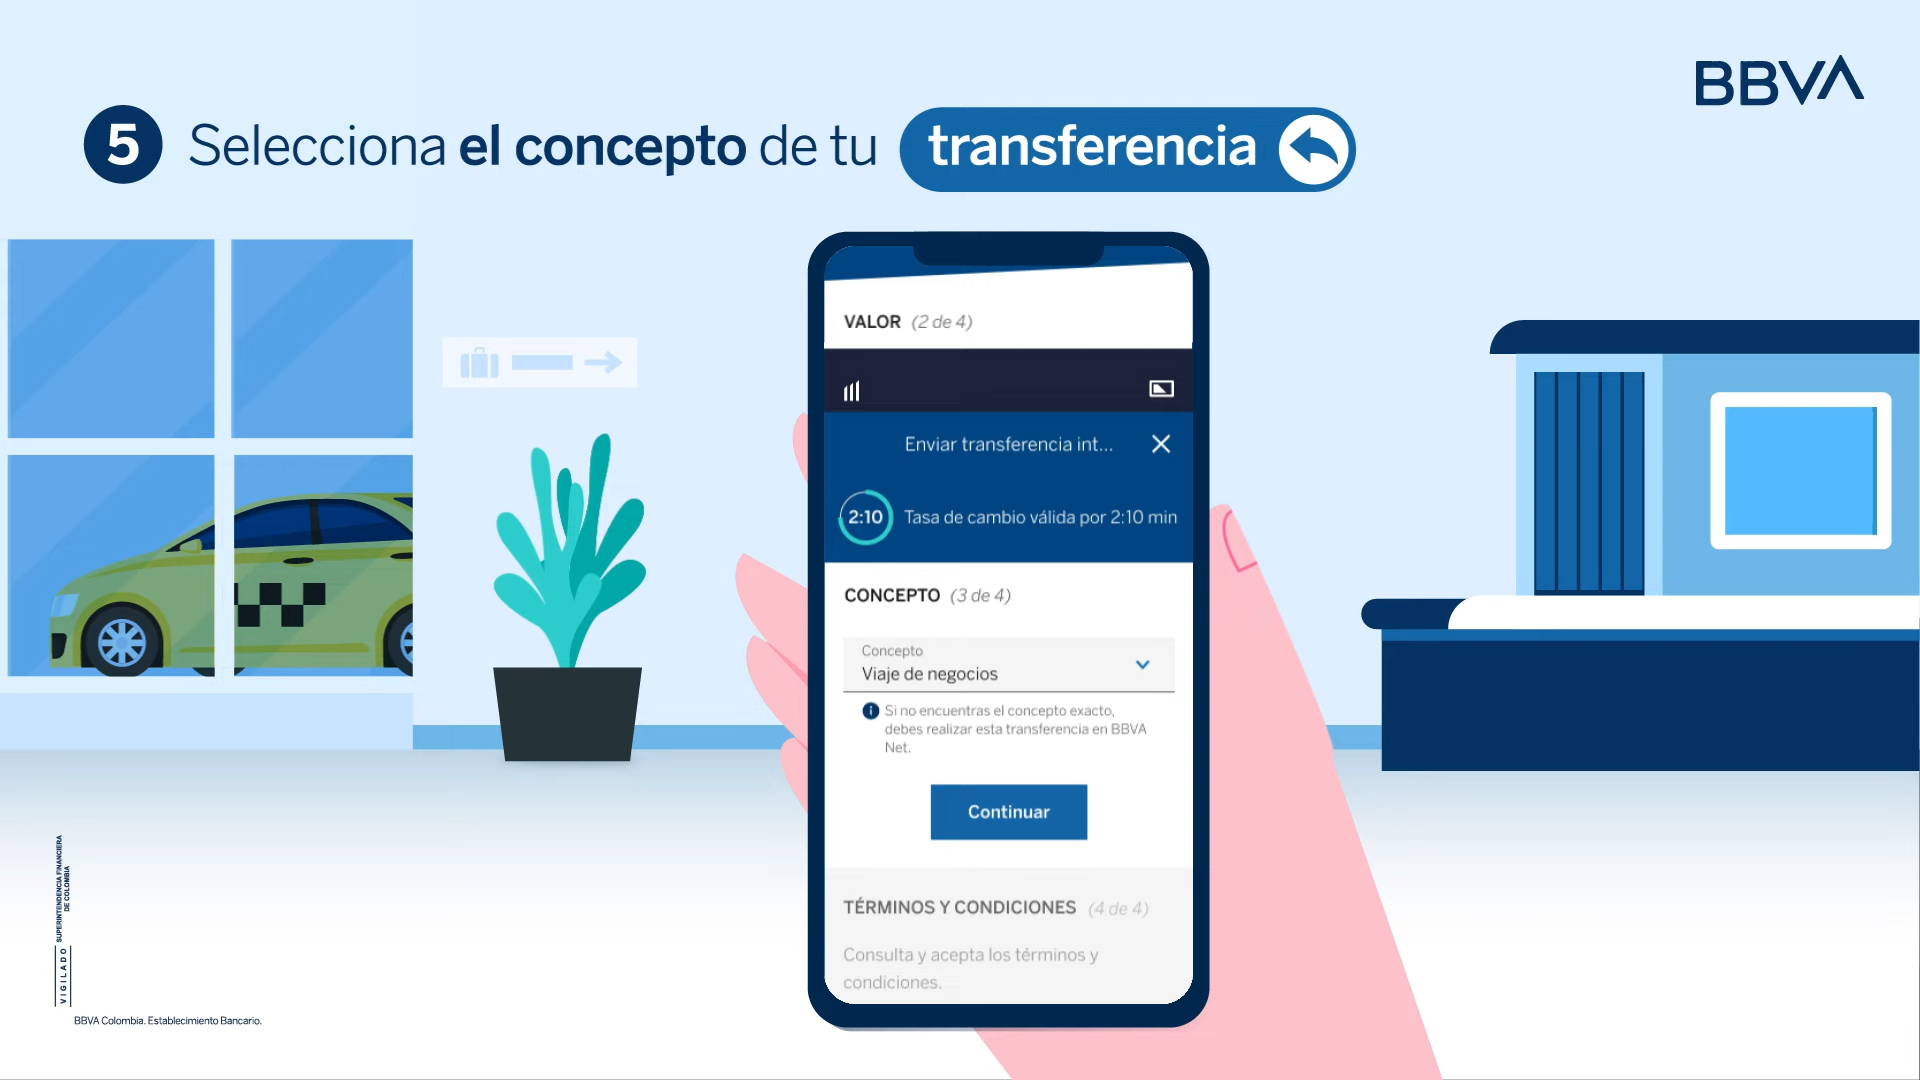 BBVA
5 Selecciona el concepto de tu transferencia
VALOR (2 de 4)
Enviar transferencia int...
2:10 Tasa de cambio válida por 2:10 min
CONCEPTO (3 de 4)
Concepto
Viaje de negocios
Si no encuentras el concepto exacto,
debes realizar esta transferencia en BBVA
Net.
Continuar
TÉRMINOS Y CONDICIONES (4 de 4)
Consulta y acepta los términos y
condiciones.
VIGILADO
SUPERINTENDENCIA FINANCIERA
DE COLOMBIA
BBVA Colombia. Establecimiento Bancario.